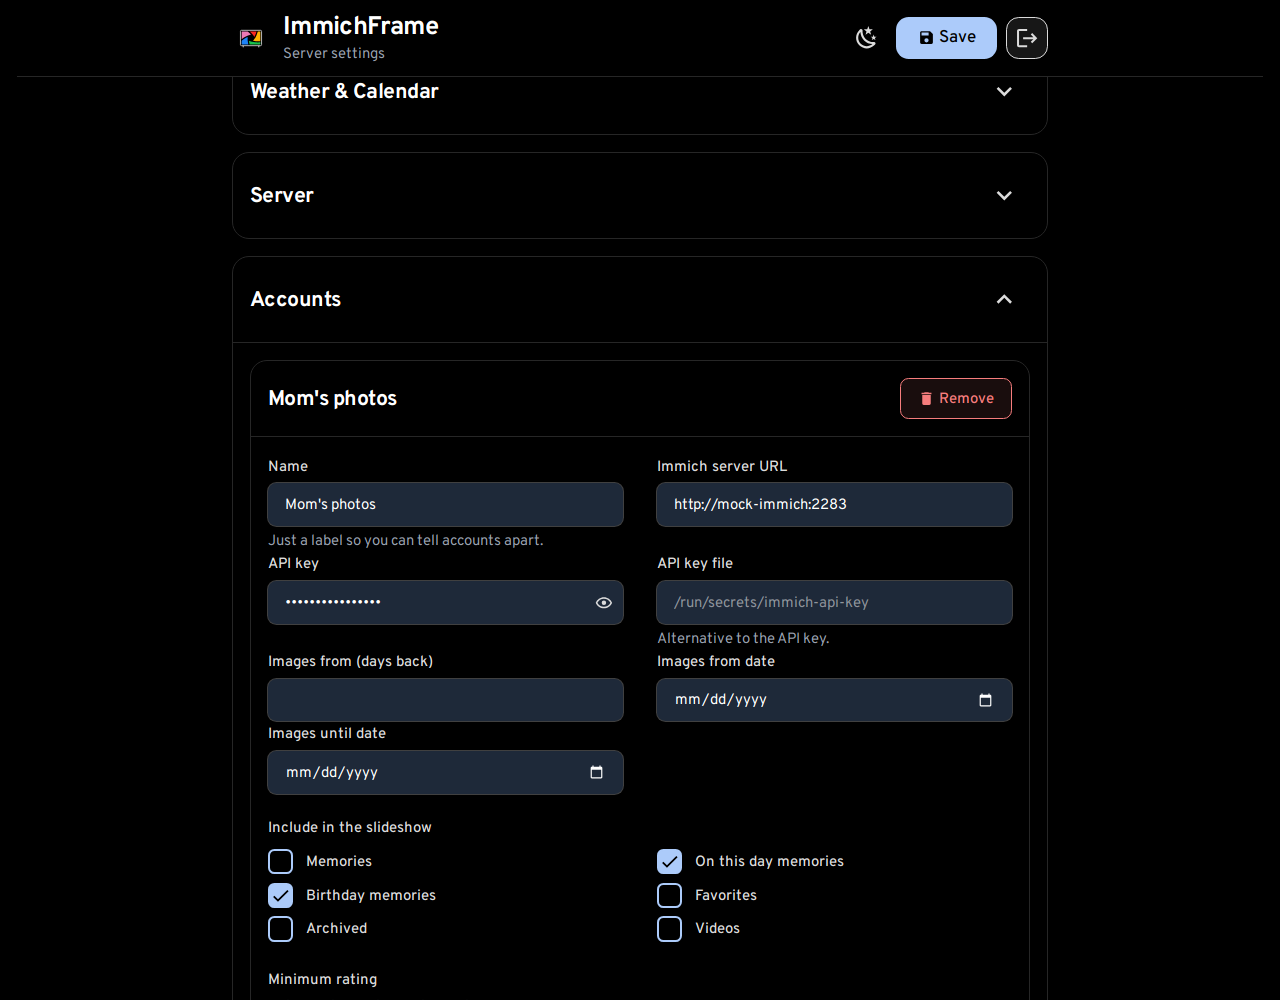 ImmichFrame
Server settings
Save
Weather & Calendar
Server
Accounts
Mom's photos
Remove
Name
Immich server URL
Mom's photos
http://mock-immich:2283
Just a label so you can tell accounts apart.
API key
API key file
••••••••••••••••
/run/secrets/immich-api-key
Alternative to the API key.
Images from (days back)
Images from date
mm/dd/yyyy
Images until date
mm/dd/yyyy
Include in the slideshow
Memories
On this day memories
Birthday memories
Favorites
Archived
Videos
Minimum rating